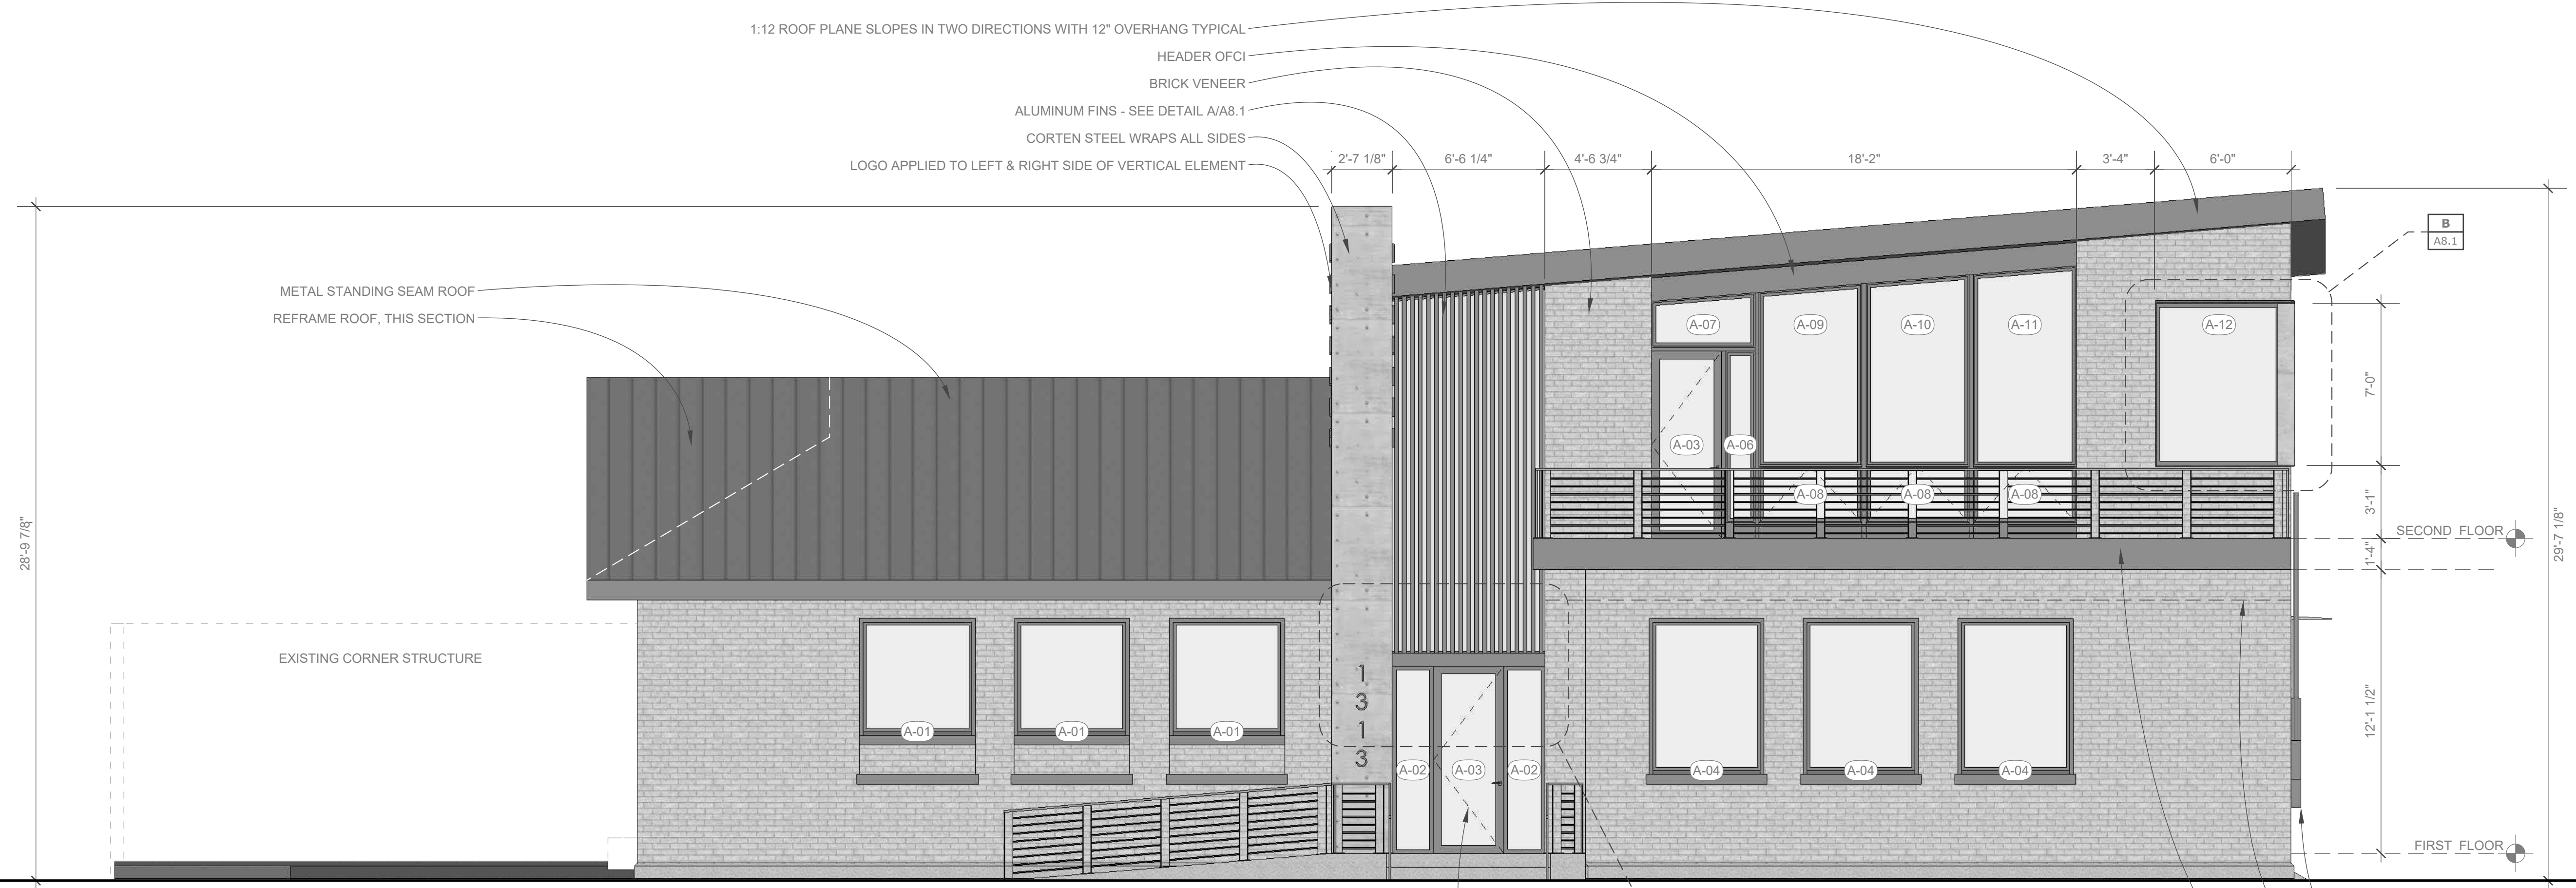 1:12 ROOF PLANE SLOPES IN TWO DIRECTIONS WITH 12" OVERHANG TYPICAL
HEADER OFCI
BRICK VENEER
ALUMINUM FINS - SEE DETAIL A/A8.1
CORTEN STEEL WRAPS ALL SIDES
LOGO APPLIED TO LEFT & RIGHT SIDE OF VERTICAL ELEMENT
2'-7 1/8"
6'-6 1/4"
4'-6 3/4"
18'-2"
3'-4"
6'-0"
B
A8.1
METAL STANDING SEAM ROOF
REFRAME ROOF, THIS SECTION
A-07
A-09
A-10
A-11
A-12
7'-0"
A-03
A-06
A-08
A-08
A-08
3'-1"
28'-9 7/8"
SECOND FLOOR
29'-7 1/8"
1'-4"
EXISTING CORNER STRUCTURE
1
3
1
3
12'-1 1/2"
A-01
A-01
A-01
A-02
A-03
A-02
A-04
A-04
A-04
FIRST FLOOR